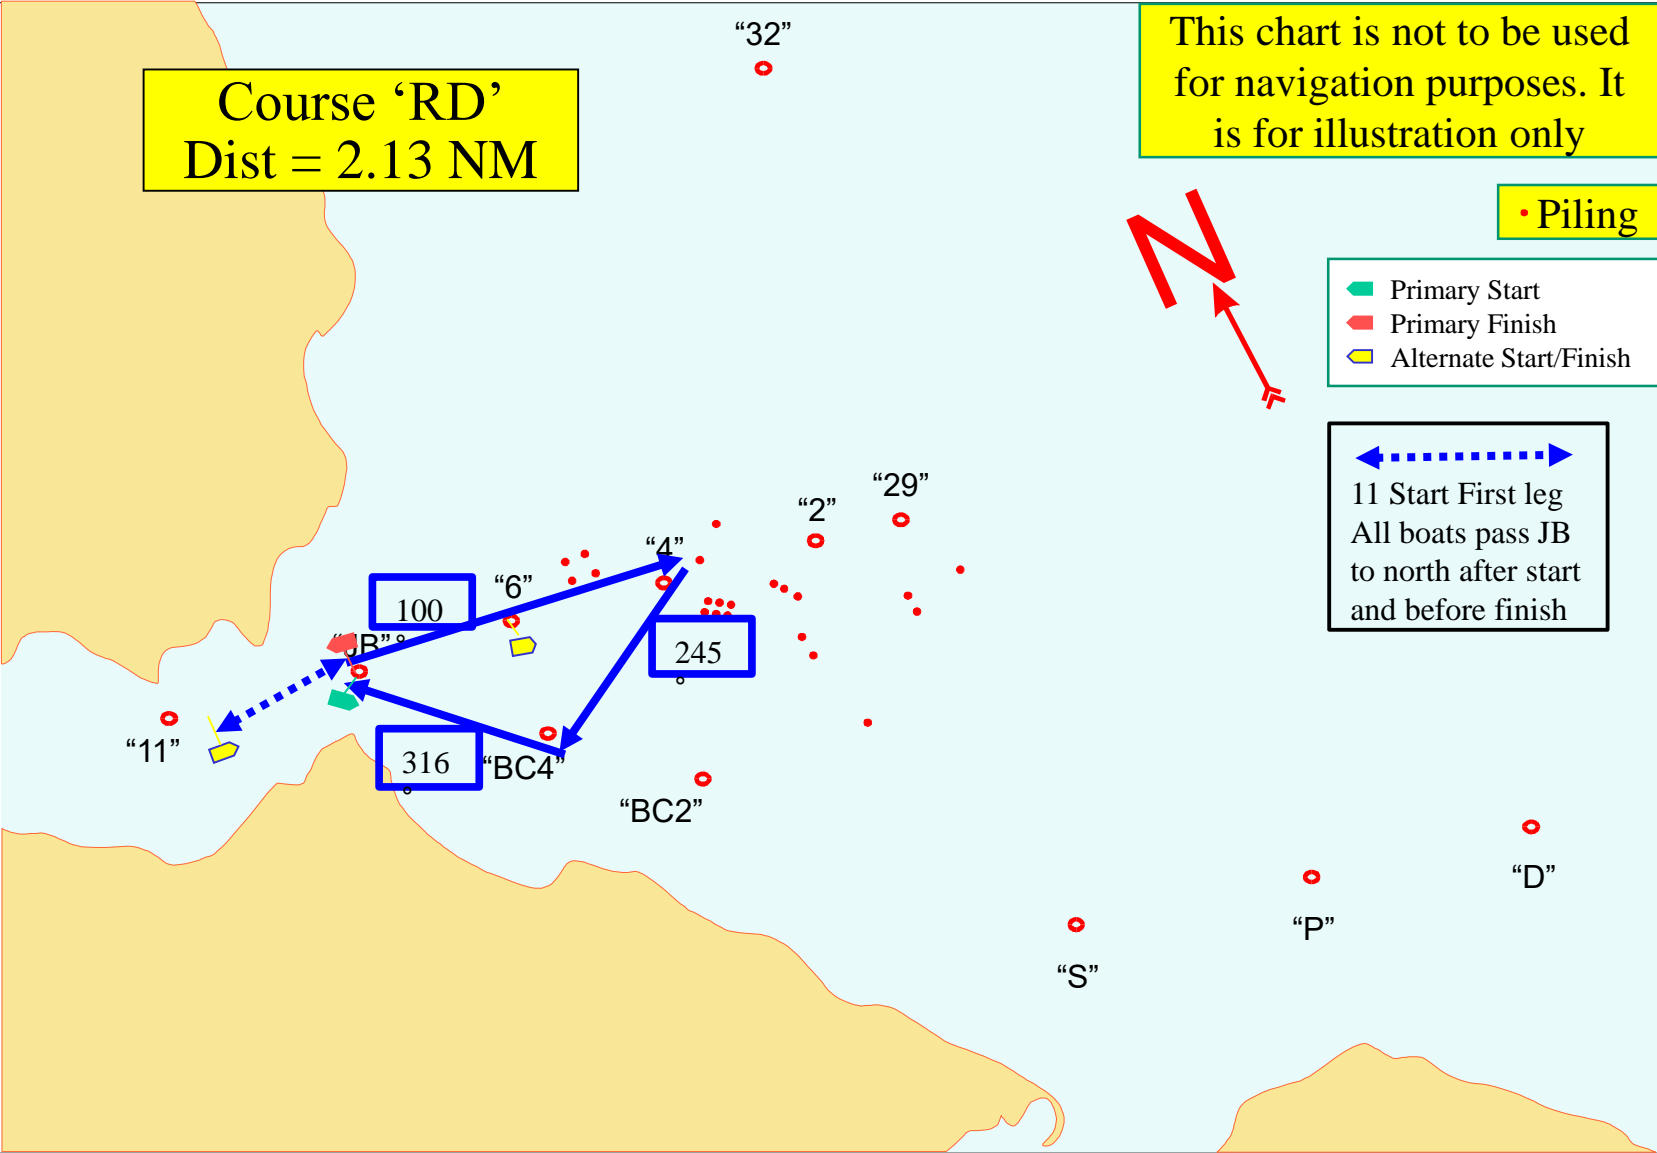 “32”
This chart is not to be used
for navigation purposes. It
is for illustration only
Course ‘RD’
Dist = 2.13 NM
N
• Piling
Primary Start
Primary Finish
Alternate Start/Finish
11 Start First leg
All boats pass JB
to north after start
and before finish
“29”
“2”
“4”
“6”
100
°
“JB”
245
°
“11”
316
°
“BC4”
“BC2”
“D”
“P”
“S”